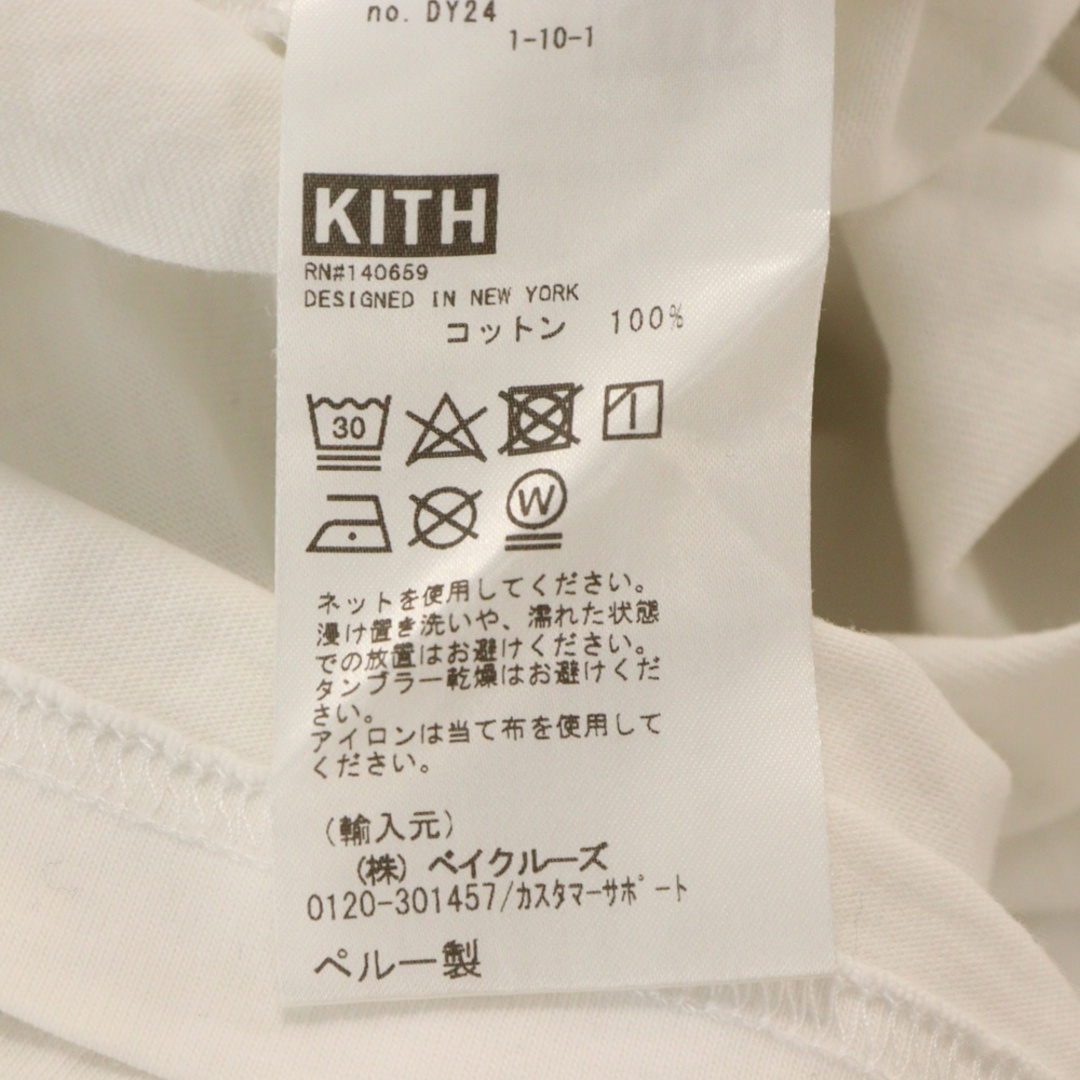 no. DY24
1-10-1
KITH
RN#140659
DESIGNED IN NEW YORK
コットン 100%
30
W
ネットを使用してください。
浸け置き洗いや、濡れた状態
での放置はお避けください。
タンブラー乾燥はお避けくだ
さい。
アイロンは当て布を使用して
ください。
(輸入元)
(株) ベイクルーズ
0120-301457/カスタマーサポート
ペルー製